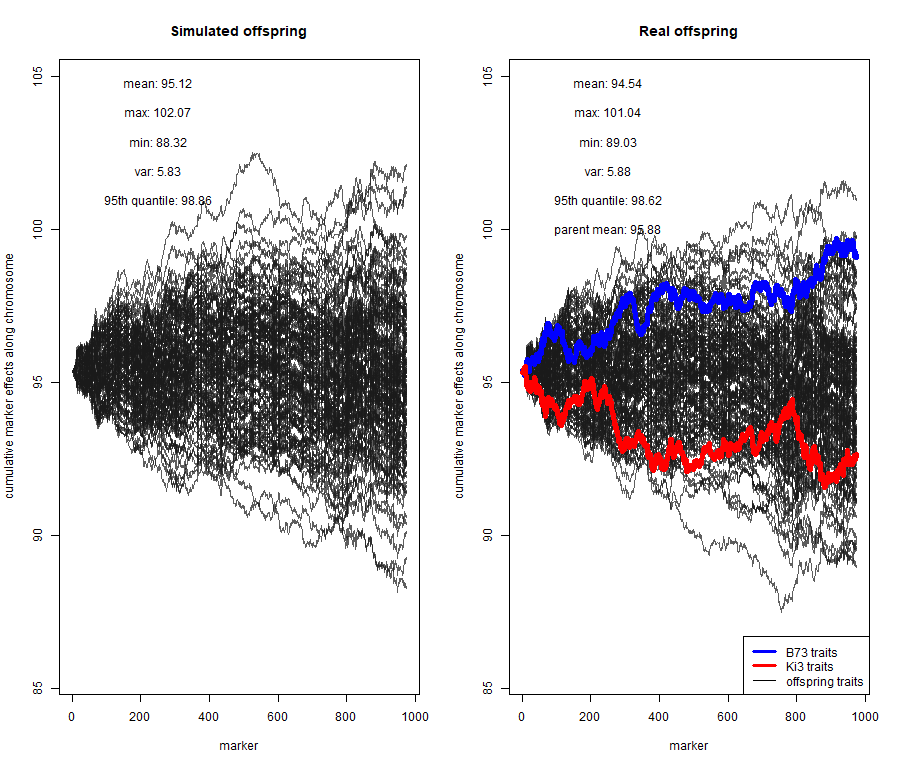 Simulated offspring
mean: 95.12
max: 102.07
min: 88.32
var: 5.83
95th quantile: 98.86
105
100
95
90
85
cumulative marker effects along chromosome
0 200 400 600 800 1000
marker
Real offspring
mean: 94.54
max: 101.04
min: 89.03
var: 5.88
95th quantile: 98.62
parent mean: 95.88
105
100
95
90
85
cumulative marker effects along chromosome
B73 traits
Ki3 traits
offspring traits
0 200 400 600 800 1000
marker